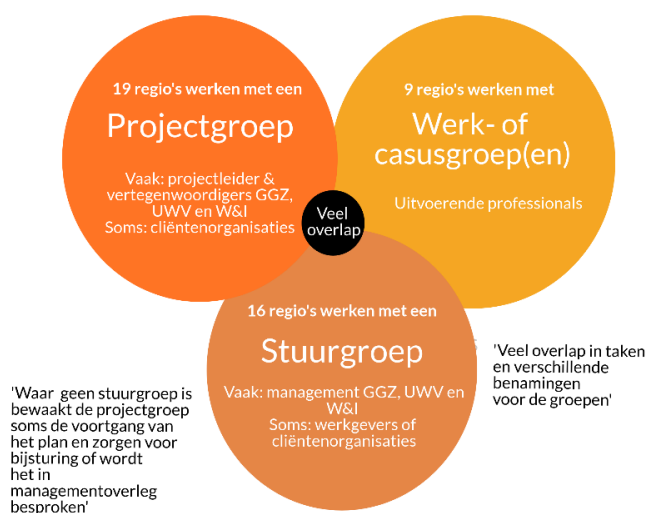 19 regio's werken met een
Projectgroep
Vaak: projectleider &
vertegenwoordigers GGZ,
UWV en W&I
Soms: cliëntenorganisaties
9 regio's werken met
Werk- of
casusgroep(en)
Uitvoerende professionals
Veel
overlap
16 regio's werken met een
Stuurgroep
Vaak: management GGZ, UWV en
W&I
Soms: werkgevers of
cliëntenorganisaties
'Veel overlap in taken
en verschillende
benamingen
voor de groepen'
'Waar geen stuurgroep is
bewaakt de projectgroep
soms de voortgang van
het plan en zorgen voor
bijsturing of wordt
het in
managementoverleg
besproken'